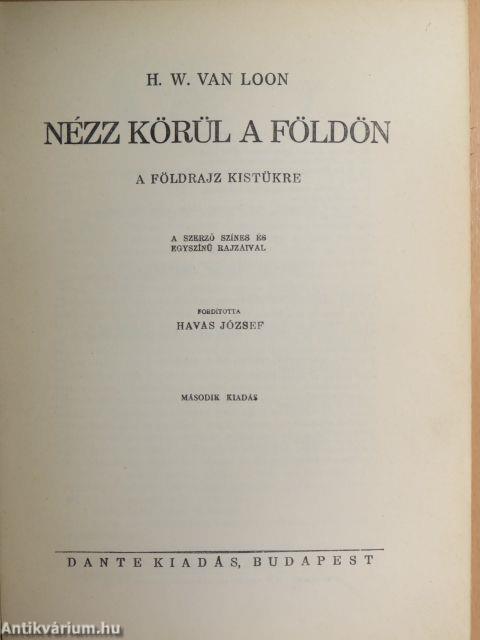 H. W. VAN LOON
NÉZZ KÖRÜL A FÖLDÖN
A FÖLDRAJZ KISTÜKRE
A SZERZŐ SZÍNES ÉS
EGYSZÍNŰ RAJZAIVAL
FORDÍTOTTA
HAVAS JÓZSEF
MÁSODIK KIADÁS
DANTE KIADÁS, BUDAPEST
Antikvárium.hu